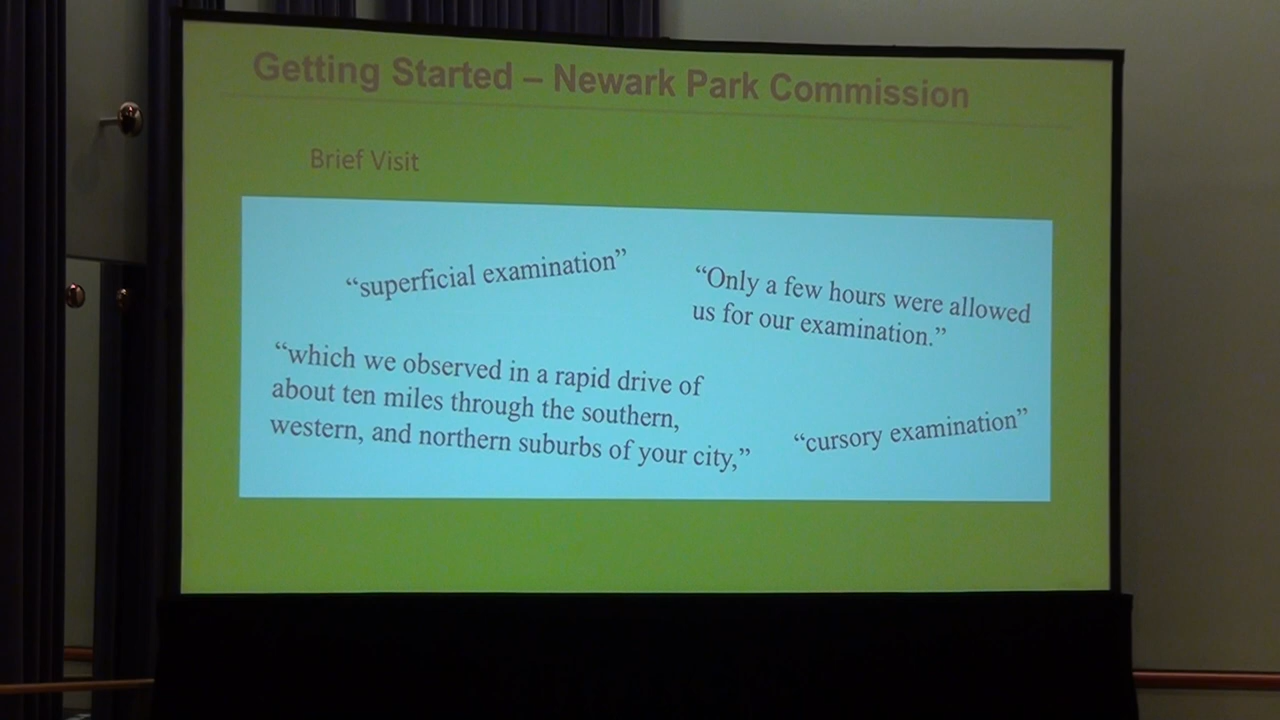 Getting Started – Newark Park Commission
Brief Visit
“superficial examination”
“Only a few hours were allowed
us for our examination.”
“which we observed in a rapid drive of
about ten miles through the southern,
western, and northern suburbs of your city,”
“cursory examination”